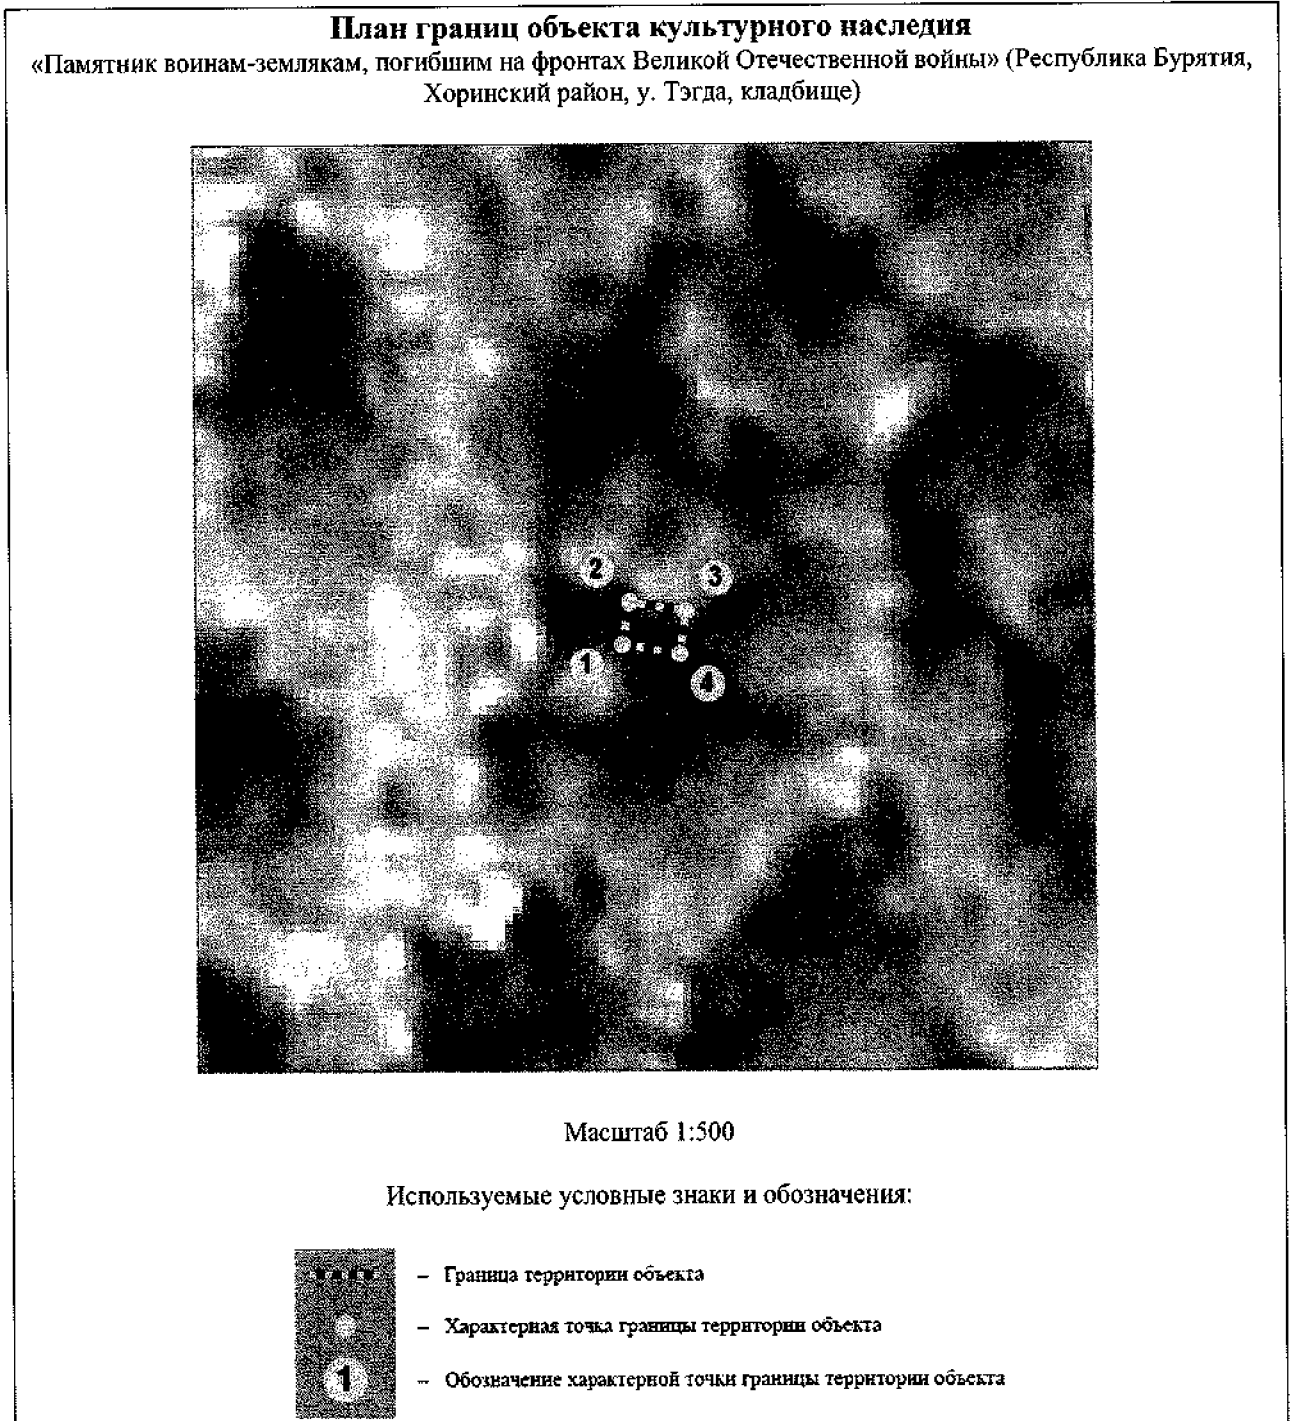 План границ объекта культурного наследия
«Памятник воинам-землякам, погибшим на фронтах Великой Отечественной войны» (Республика Бурятия,
Хоринский район, у. Тэгда, кладбище)
2
3
1
4
Масштаб 1:500
Используемые условные знаки и обозначения:
– Граница территории объекта
– Характерная точка границы территории объекта
1 – Обозначение характерной точки границы территории объекта